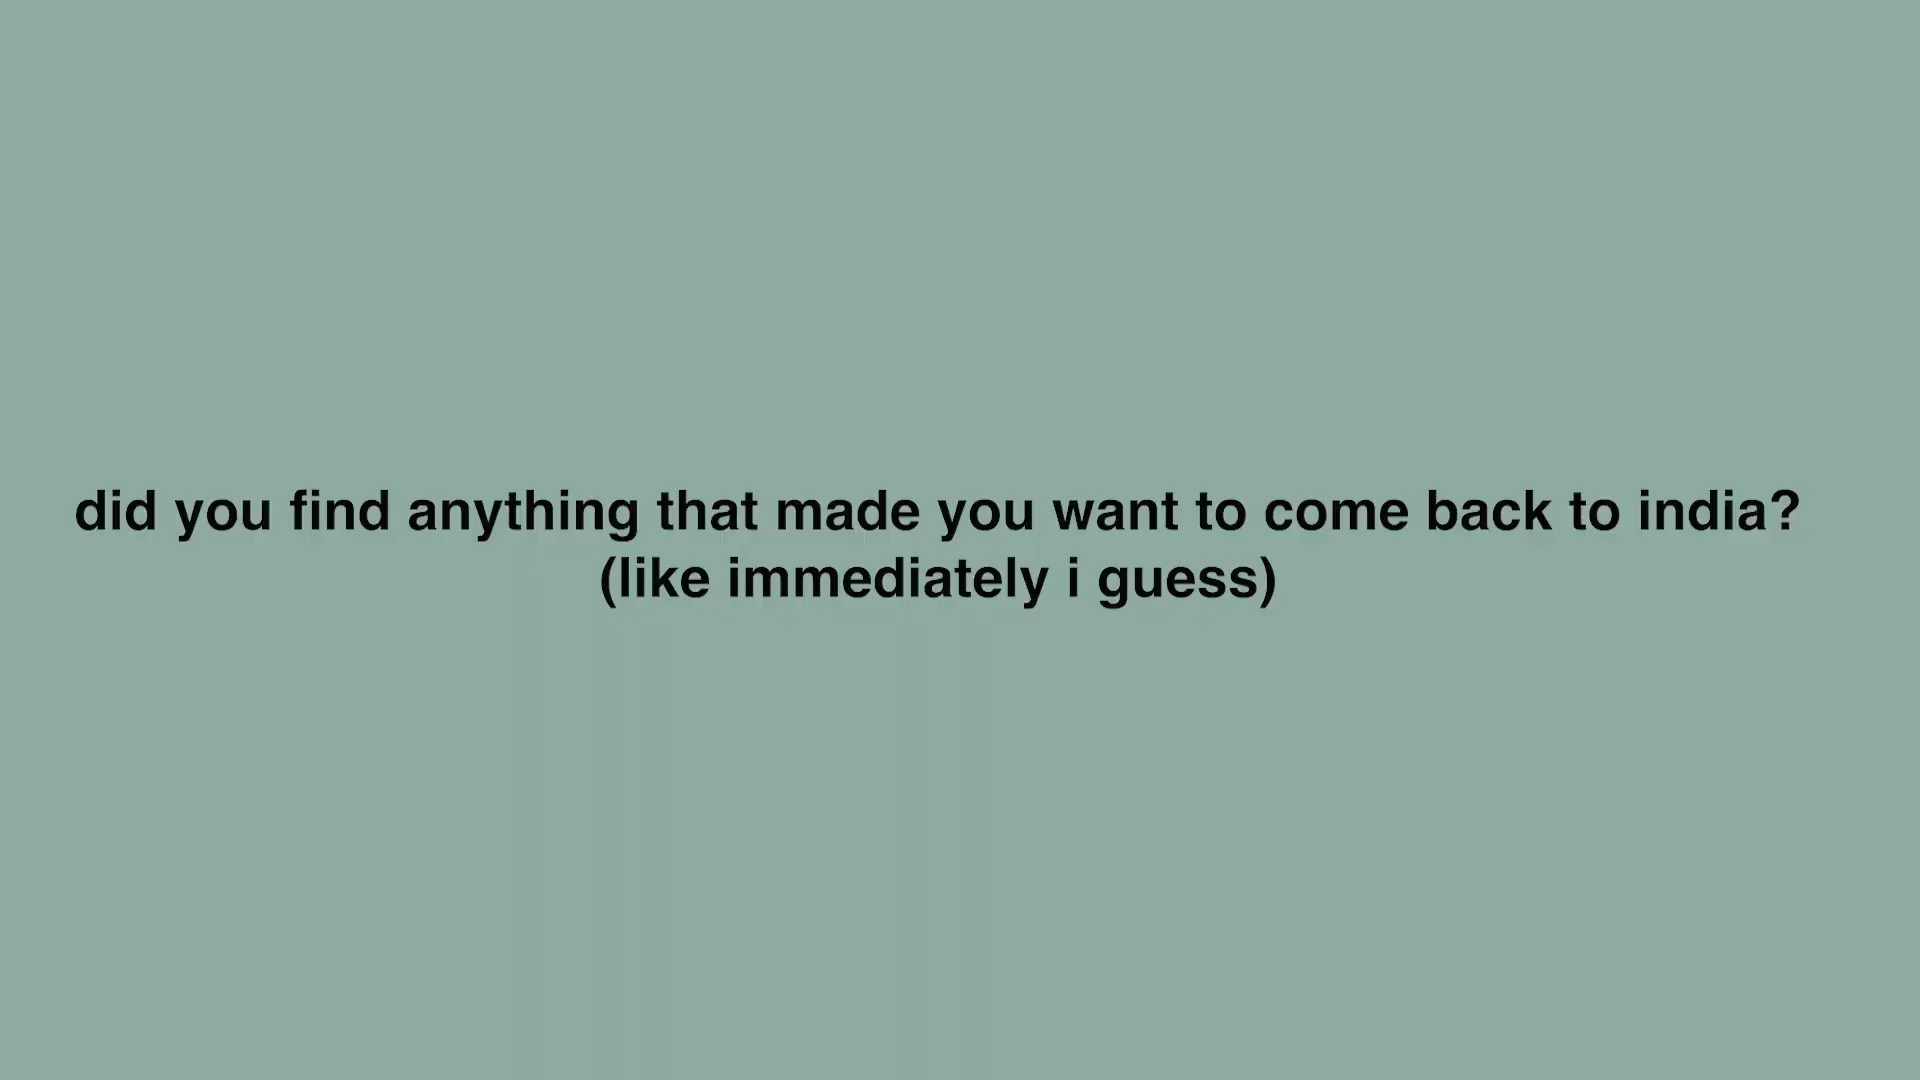 did you find anything that made you want to come back to india?
(like immediately i guess)